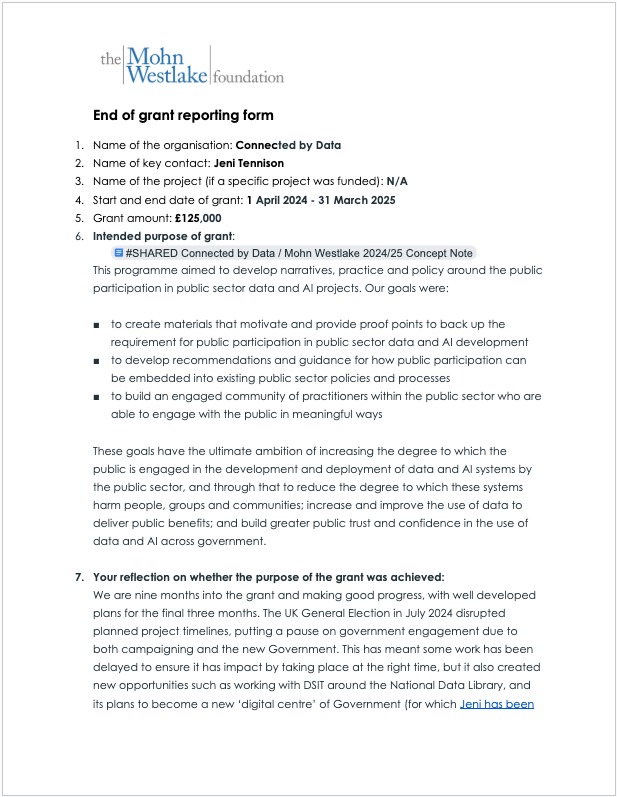 the Mohn Westlake foundation
End of grant reporting form
1. Name of the organisation: Connected by Data
2. Name of key contact: Jeni Tennison
3. Name of the project (if a specific project was funded): N/A
4. Start and end date of grant: 1 April 2024 - 31 March 2025
5. Grant amount: £125,000
6. Intended purpose of grant:
#SHARED Connected by Data / Mohn Westlake 2024/25 Concept Note
This programme aimed to develop narratives, practice and policy around the public
participation in public sector data and AI projects. Our goals were:
■ to create materials that motivate and provide proof points to back up the
requirement for public participation in public sector data and AI development
■ to develop recommendations and guidance for how public participation can
be embedded into existing public sector policies and processes
■ to build an engaged community of practitioners within the public sector who are
able to engage with the public in meaningful ways
These goals have the ultimate ambition of increasing the degree to which the
public is engaged in the development and deployment of data and AI systems by
the public sector, and through that to reduce the degree to which these systems
harm people, groups and communities; increase and improve the use of data to
deliver public benefits; and build greater public trust and confidence in the use of
data and AI across government.
7. Your reflection on whether the purpose of the grant was achieved:
We are nine months into the grant and making good progress, with well developed
plans for the final three months. The UK General Election in July 2024 disrupted
planned project timelines, putting a pause on government engagement due to
both campaigning and the new Government. This has meant some work has been
delayed to ensure it has impact by taking place at the right time, but it also created
new opportunities such as working with DSIT around the National Data Library, and
its plans to become a new ‘digital centre’ of Government (for which Jeni has been